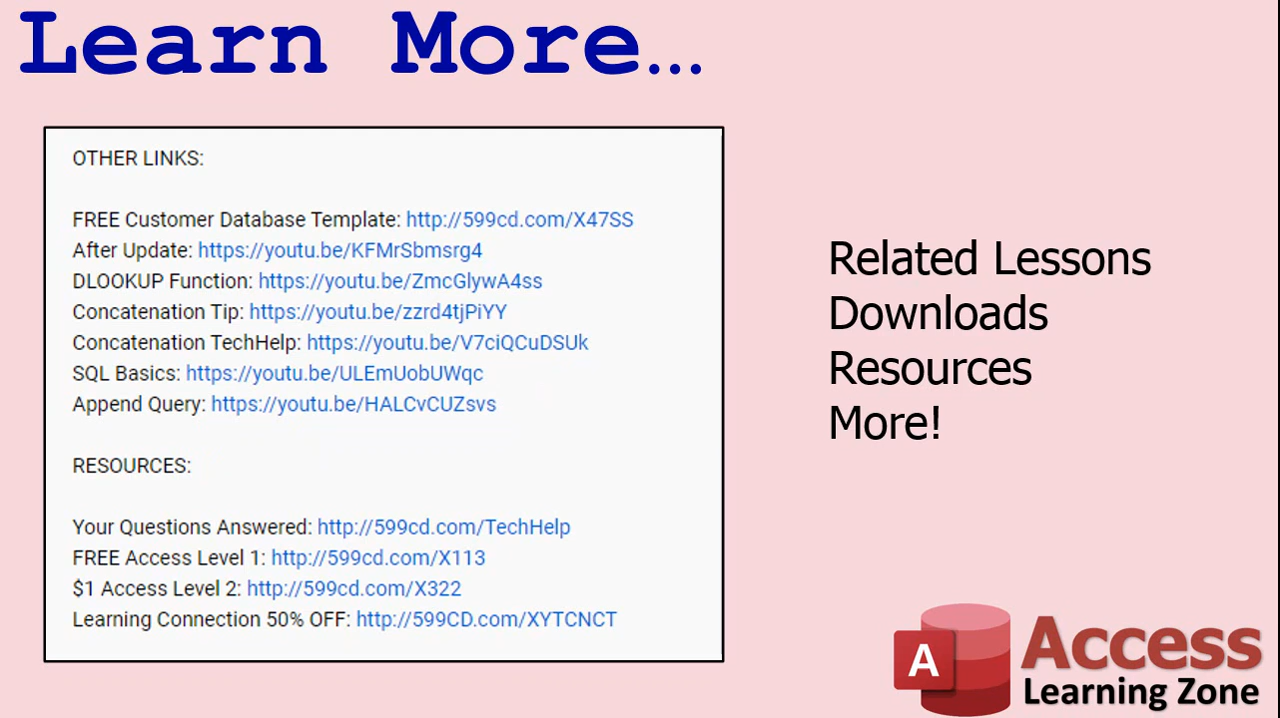 Learn More...
OTHER LINKS:
FREE Customer Database Template: http://599cd.com/X47SS
After Update: https://youtu.be/KFMrSbmsrg4
DLOOKUP Function: https://youtu.be/ZmcGlywA4ss
Concatenation Tip: https://youtu.be/zzrd4tjPiYY
Concatenation TechHelp: https://youtu.be/V7ciQCuDSUk
SQL Basics: https://youtu.be/ULEmUobUWqc
Append Query: https://youtu.be/HALCvCUZsvs
RESOURCES:
Your Questions Answered: http://599cd.com/TechHelp
FREE Access Level 1: http://599cd.com/X113
$1 Access Level 2: http://599cd.com/X322
Learning Connection 50% OFF: http://599CD.com/XYTCNCT
Related Lessons
Downloads
Resources
More!
A
Access
Learning Zone